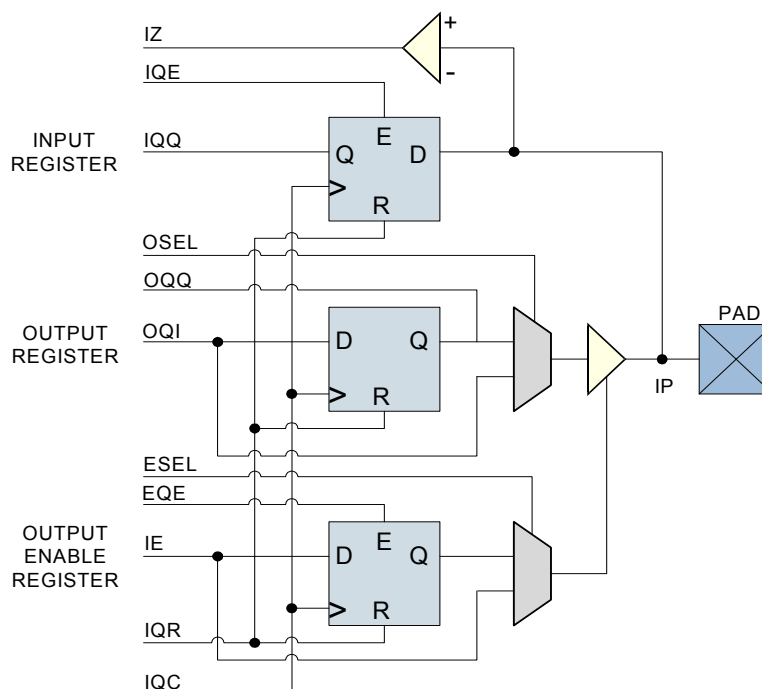 IZ
+
-
IQE
INPUT
REGISTER
IQQ
E
Q
D
>
R
OSEL
OQQ
OUTPUT
REGISTER
OQI
D
Q
>
R
PAD
IP
ESEL
EQE
OUTPUT
ENABLE
REGISTER
IE
E
D
Q
>
R
IQR
IQC